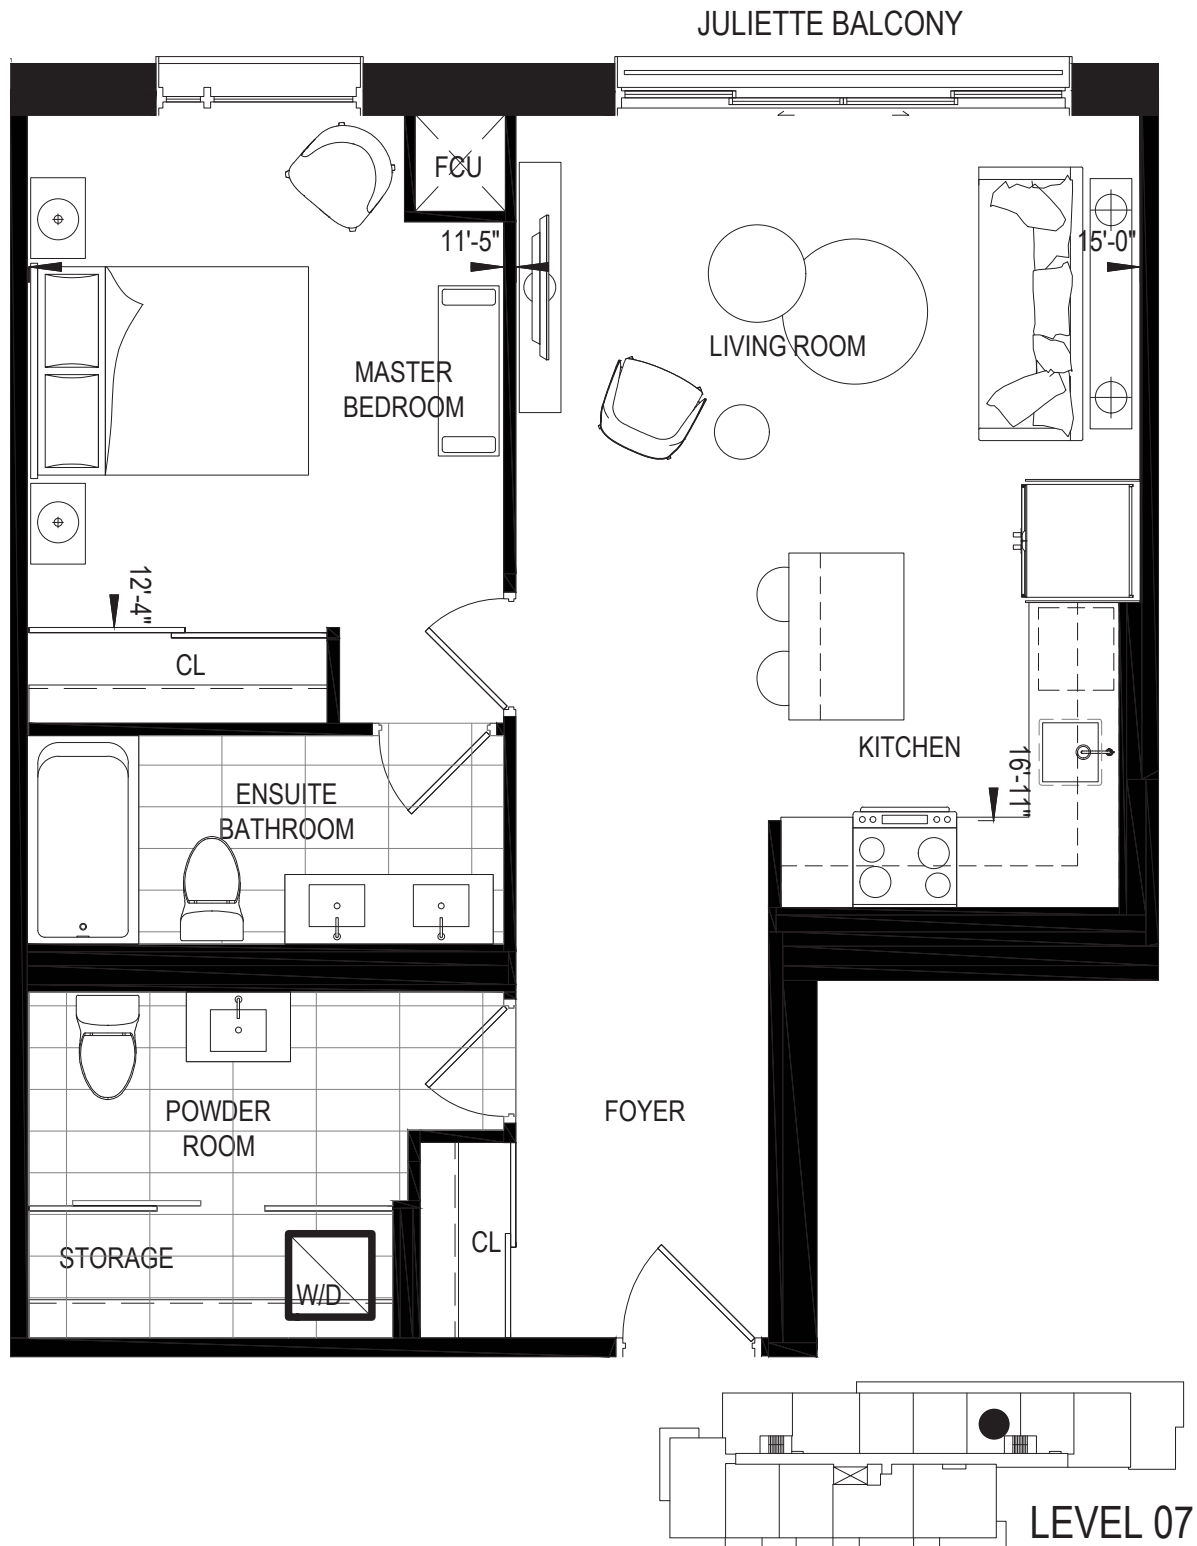 JULIETTE BALCONY
FCU
11'-5"
15'-0"
LIVING ROOM
MASTER
BEDROOM
12'-4"
CL
KITCHEN
16'-11"
ENSUITE
BATHROOM
POWDER
ROOM
FOYER
STORAGE
CL
W/D
LEVEL 07